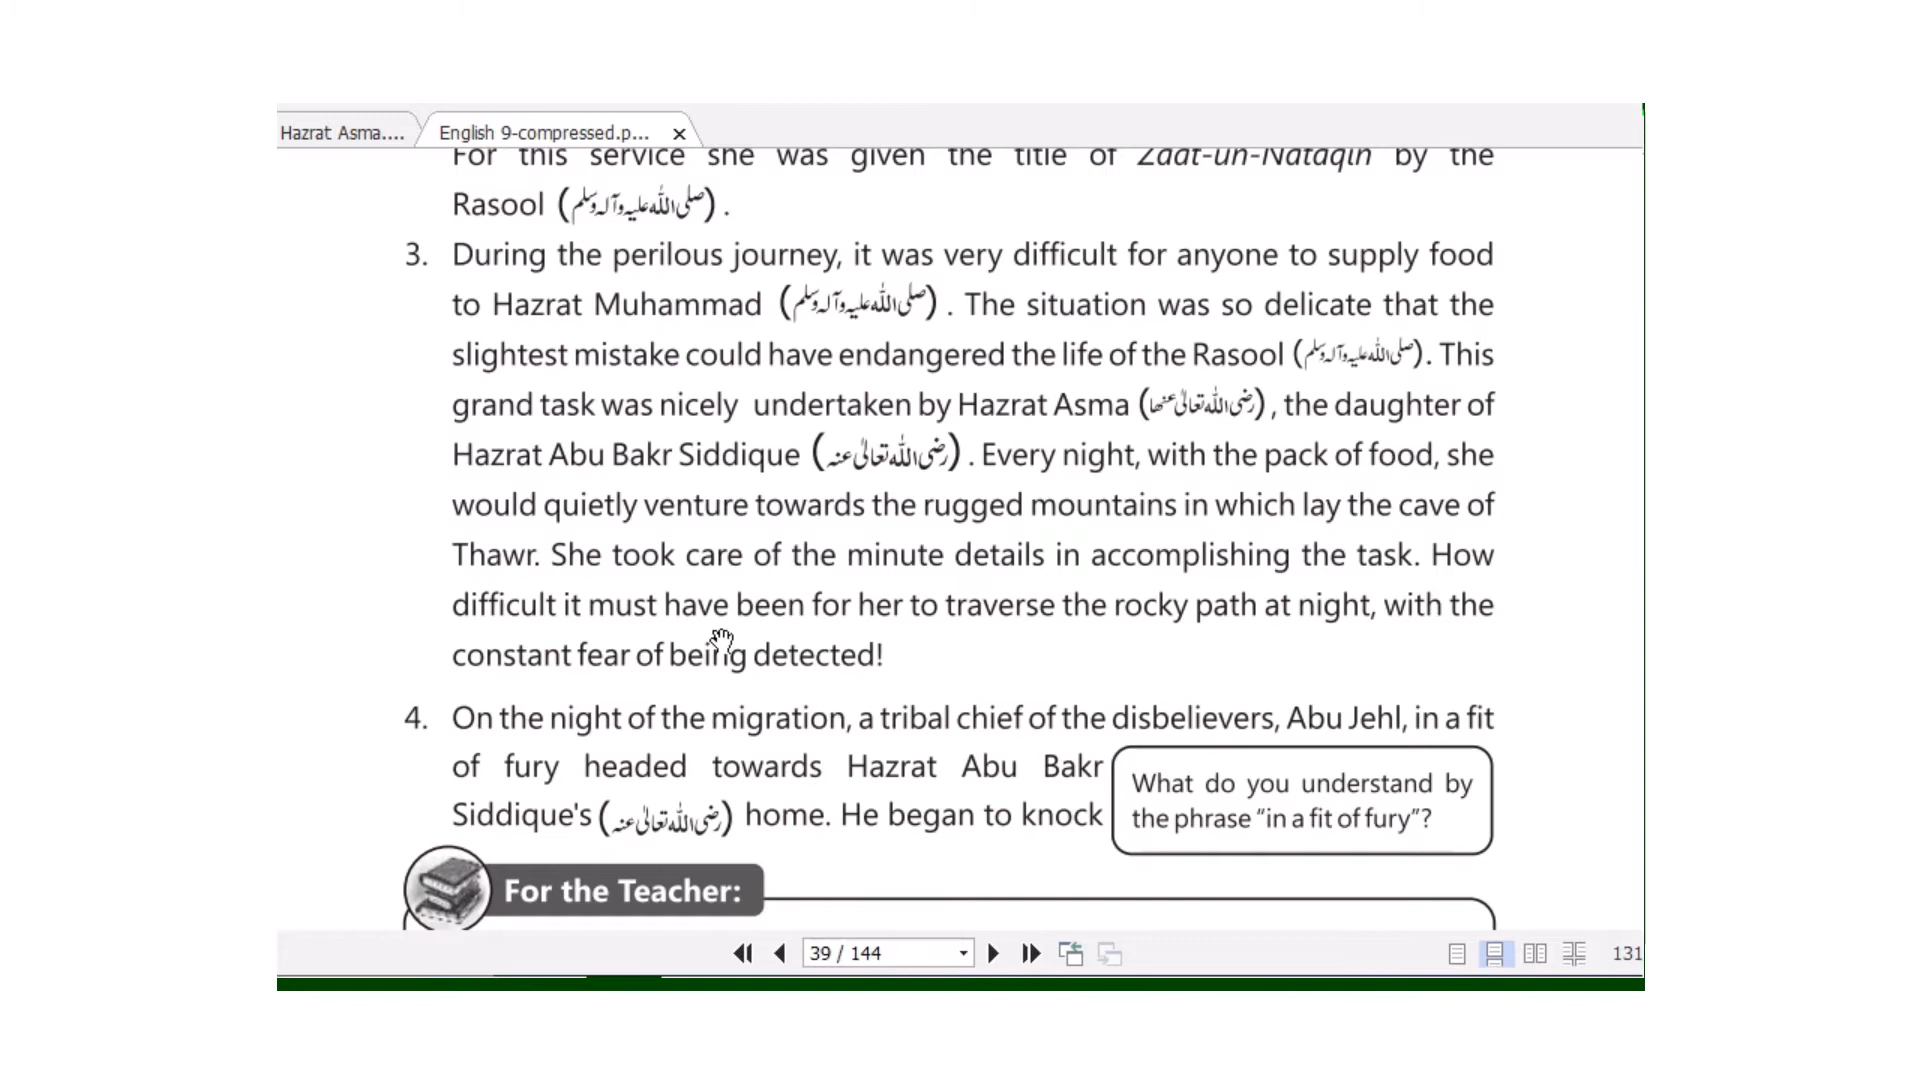 Hazrat Asma....
English 9-compressed.p...
For this service she was given the title of Zaat-un-Nataqin by the
Rasool (صلی اللہ علیہ وآلہ وسلم) .
3. During the perilous journey, it was very difficult for anyone to supply food
to Hazrat Muhammad (صلی اللہ علیہ وآلہ وسلم) . The situation was so delicate that the
slightest mistake could have endangered the life of the Rasool (صلی اللہ علیہ وآلہ وسلم). This
grand task was nicely undertaken by Hazrat Asma (رضی اللہ تعالیٰ عنھا), the daughter of
Hazrat Abu Bakr Siddique (رضی اللہ تعالیٰ عنہ) . Every night, with the pack of food, she
would quietly venture towards the rugged mountains in which lay the cave of
Thawr. She took care of the minute details in accomplishing the task. How
difficult it must have been for her to traverse the rocky path at night, with the
constant fear of being detected!
4. On the night of the migration, a tribal chief of the disbelievers, Abu Jehl, in a fit
of fury headed towards Hazrat Abu Bakr
Siddique's (رضی اللہ تعالیٰ عنہ) home. He began to knock
What do you understand by
the phrase “in a fit of fury”?
For the Teacher:
39 / 144
131